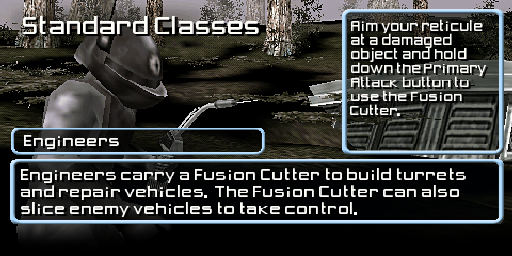 Standard Classes
Aim your reticule
at a damaged
object and hold
down the Primary
Attack button to
use the Fusion
Cutter.
Engineers
Engineers carry a Fusion Cutter to build turrets
and repair vehicles. The Fusion Cutter can also
slice enemy vehicles to take control.